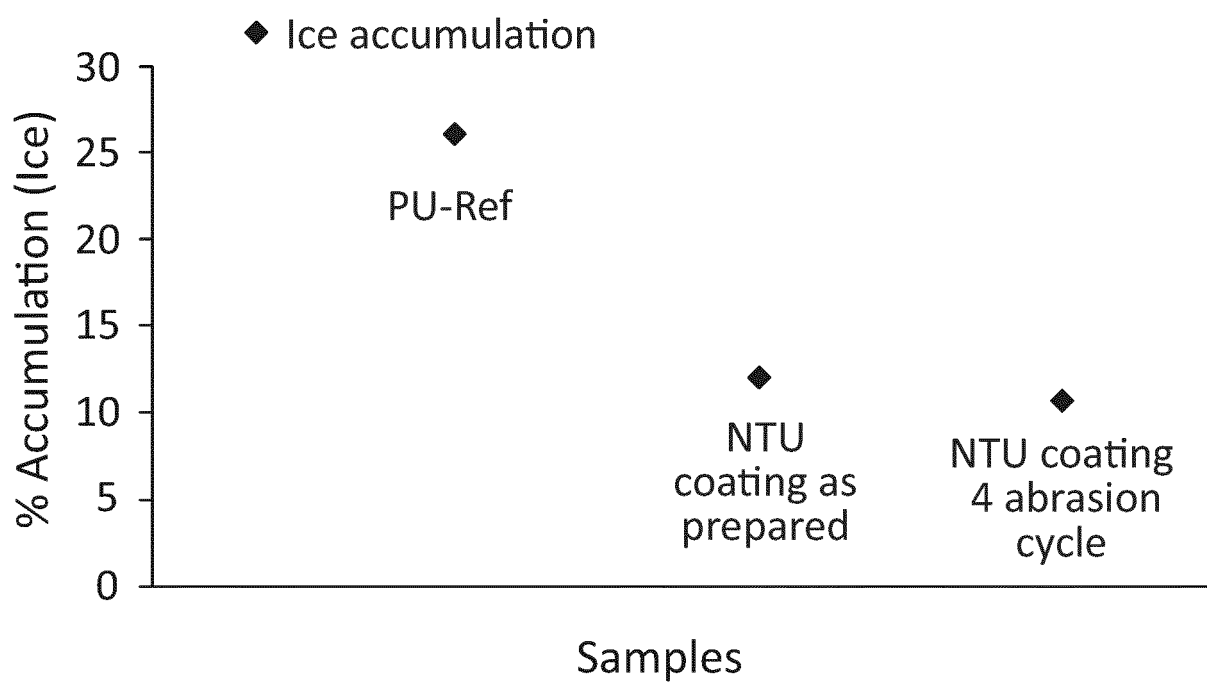 Ice accumulation
% Accumulation (Ice)
30
25
20
15
10
5
0
PU-Ref
NTU
coating as
prepared
NTU coating
4 abrasion
cycle
Samples